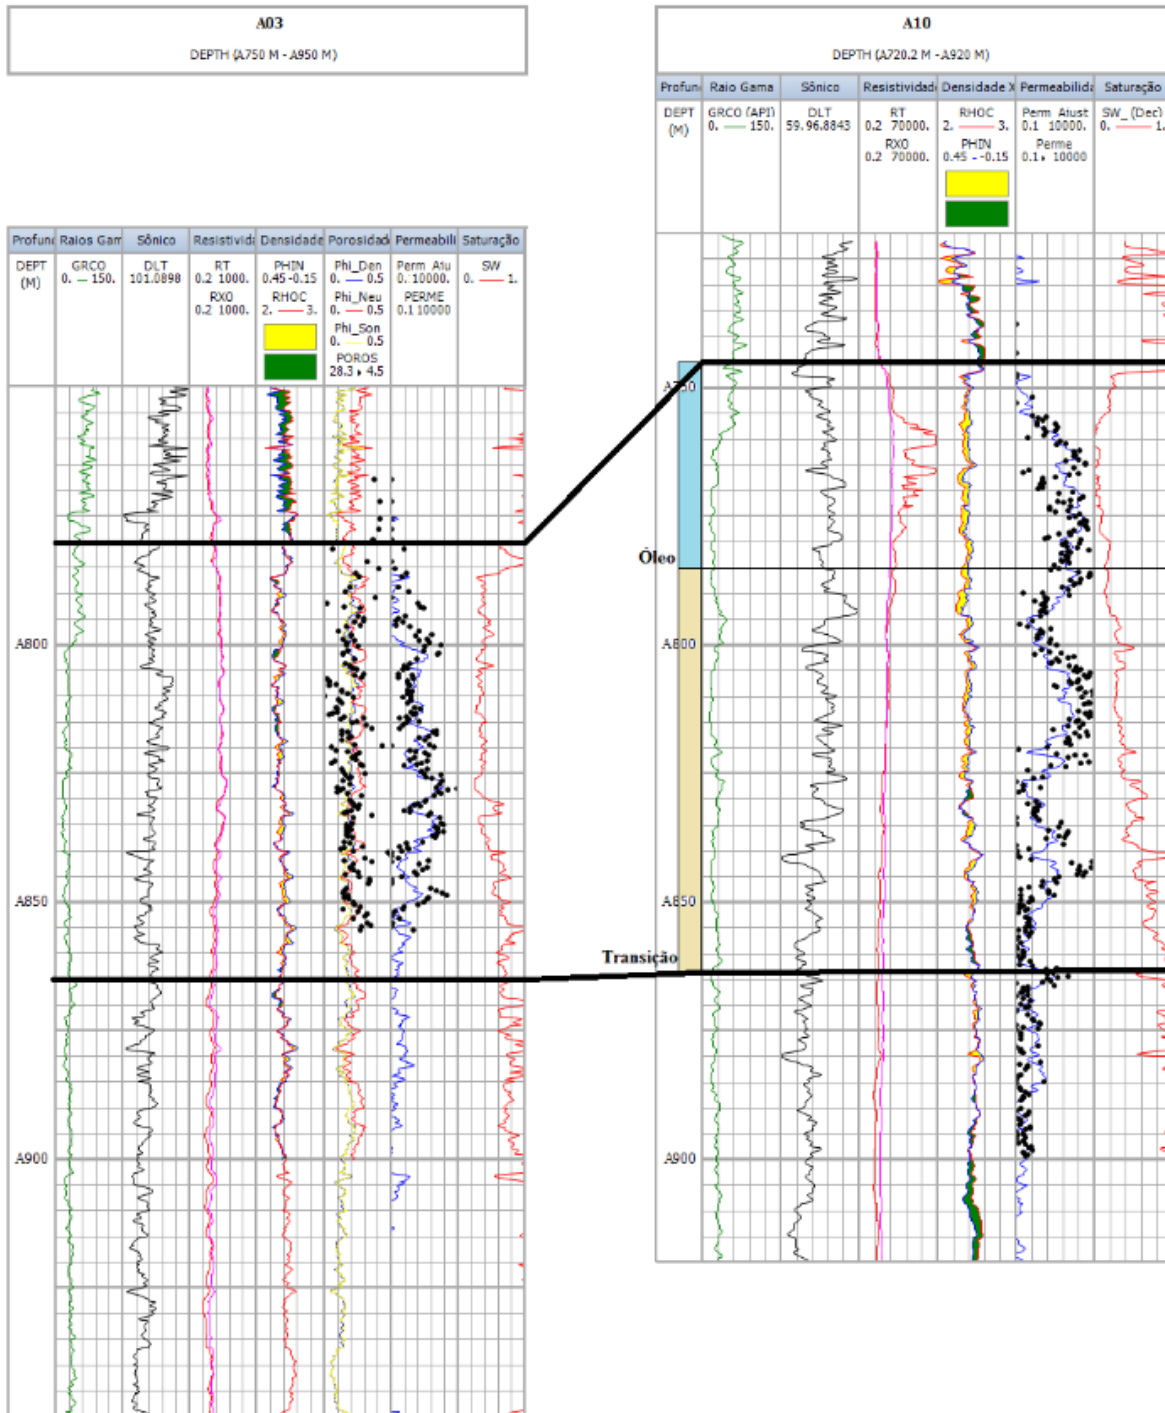 A03
DEPTH (A750 M - A950 M)
Profun Raios Gam Sônico Resistivida Densidade Porosidad Permeabili Saturação
DEPT (M)
GRCO
0. 150.
DLT
101.0898
RT
0.2 1000.
RXO
0.2 1000.
PHIN
0.45 -0.15
RHOC
2. 3.
Phi_Den
0. 0.5
Phi_Neu
0. 0.5
Phi_Son
0. 0.5
POROS
28.3 4.5
Perm Aju
0. 10000.
PERME
0.1 10000
SW
0. 1.
A800
A850
A900
A10
DEPTH (A720.2 M - A920 M)
Profun Raio Gama Sônico Resistividad Densidade X Permeabilida Saturação
DEPT (M)
GRCO (API)
0. 150.
DLT
59.96.8843
RT
0.2 70000.
RXO
0.2 70000.
RHOC
2. 3.
PHIN
0.45 -0.15
Perm Ajust
0.1 10000.
Perme
0.1 10000
SW_ (Dec)
0. 1.
A750
Óleo
A800
A850
Transição
A900